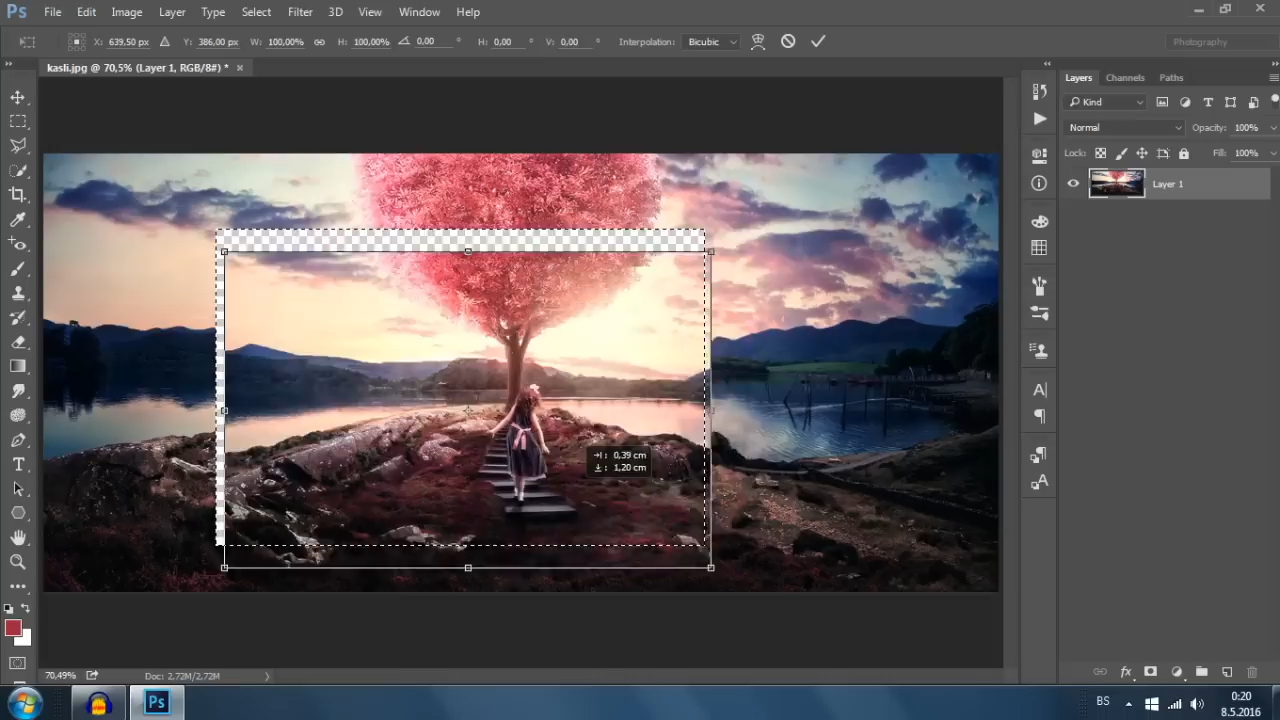 Ps File Edit Image Layer Type Select Filter 3D View Window Help
X: 639,50 px Y: 386,00 px W: 100,00% H: 100,00% 0,00 ° H: 0,00 ° V: 0,00 ° Interpolation: Bicubic Photography
kasli.jpg @ 70,5% (Layer 1, RGB/8#) *
Layers Channels Paths
Kind
Normal Opacity: 100%
Lock: Fill: 100%
Layer 1
: 0,39 cm
: 1,20 cm
70,49% Doc: 2,72M/2,72M
Ps BS 0:20
8.5.2016